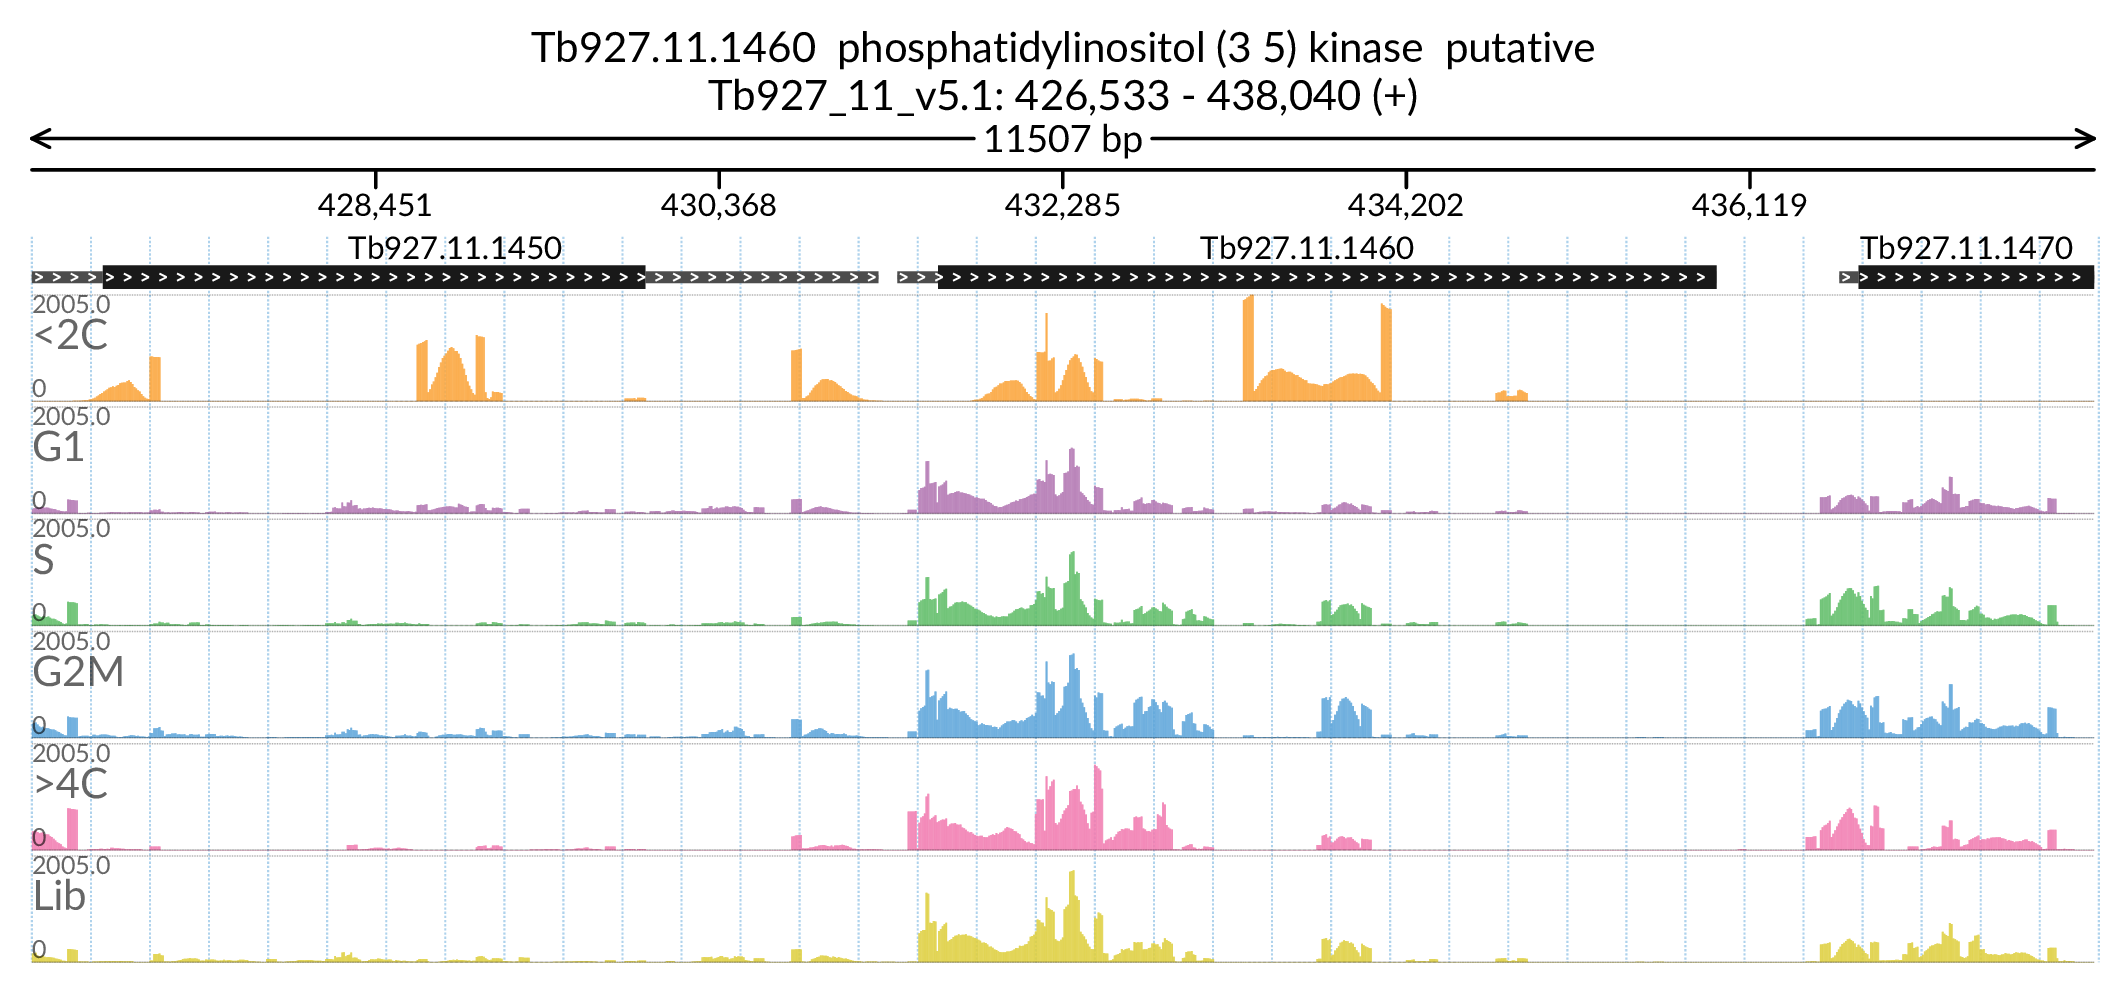 Tb927.11.1460 phosphatidylinositol (3 5) kinase putative
Tb927_11_v5.1: 426,533 - 438,040 (+)
11507 bp
428,451 430,368 432,285 434,202 436,119
Tb927.11.1450 Tb927.11.1460 Tb927.11.1470
2005.0
<2C
0
2005.0
G1
0
2005.0
S
0
2005.0
G2M
0
2005.0
>4C
0
2005.0
Lib
0